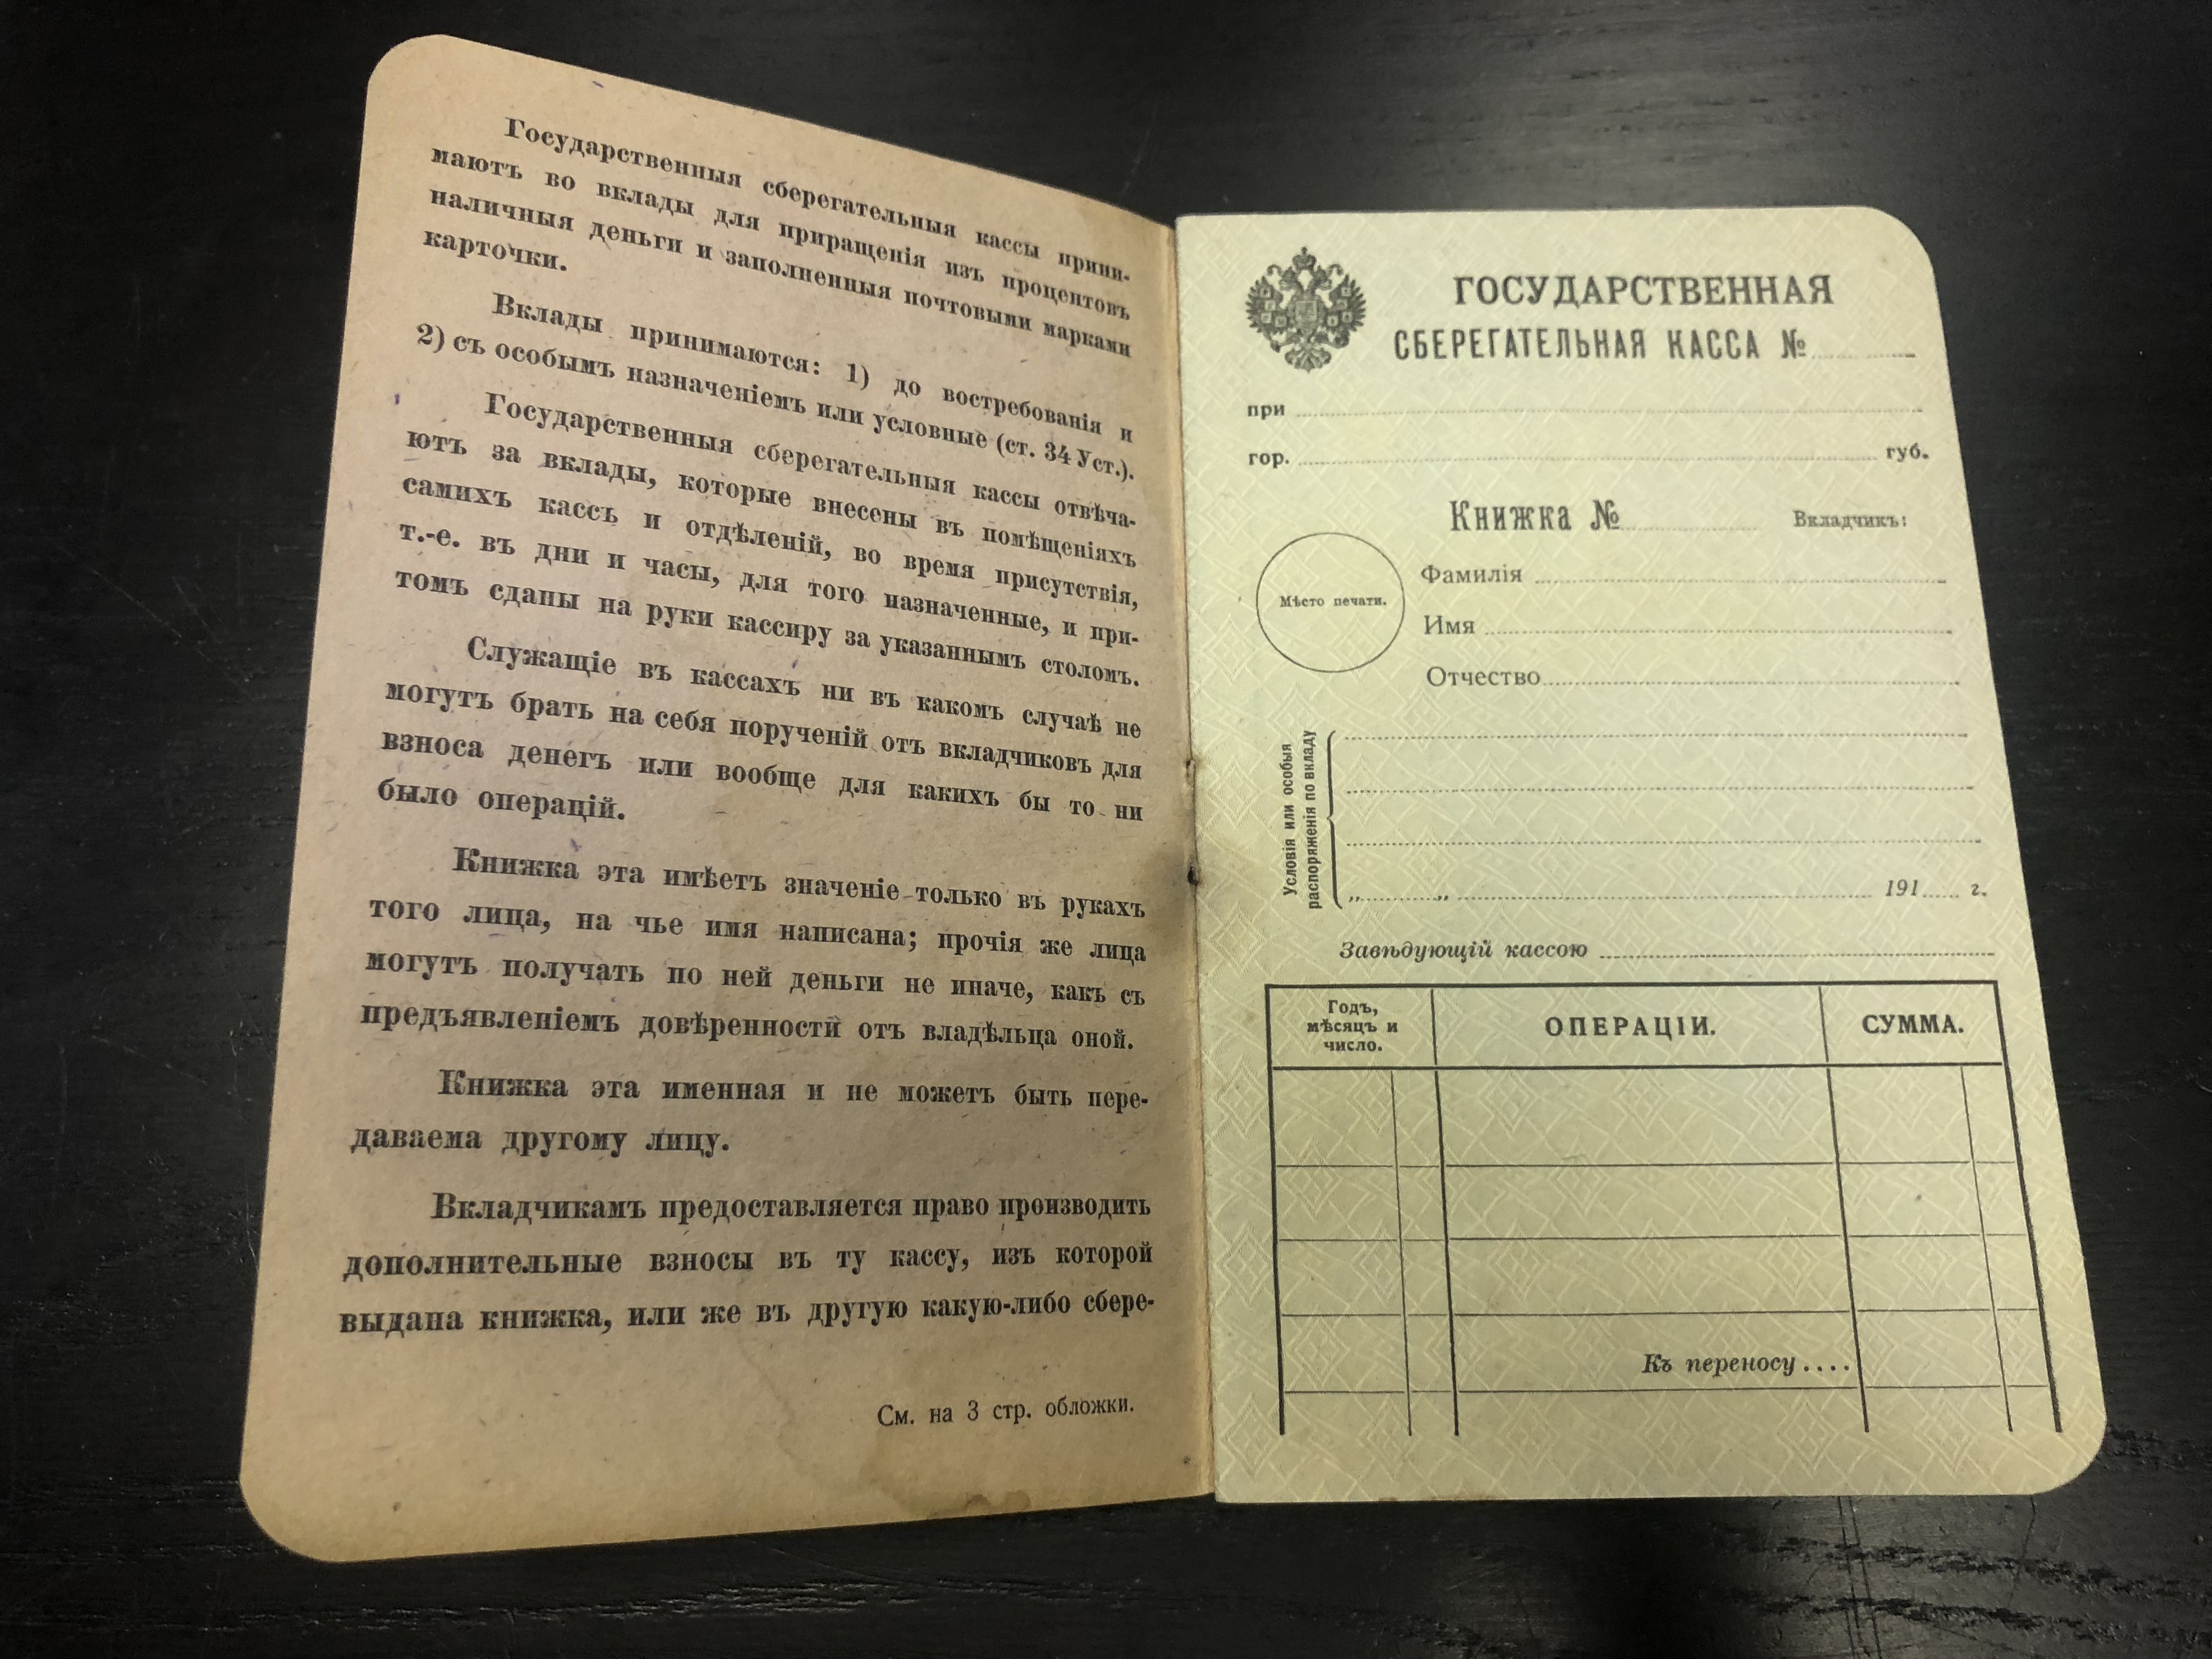 Государственныя сберегательныя кассы прини-
маютъ во вклады для приращенія изъ процентовъ
наличныя деньги и заполненныя почтовыми марками
карточки.
Вклады принимаются: 1) до востребованія и
2) съ особымъ назначеніемъ или условные (ст. 34 Уст.).
Государственныя сберегательныя кассы отвѣча-
ютъ за вклады, которые внесены въ помѣщеніяхъ
самихъ кассъ и отдѣленій, во время присутствія,
т.-е. въ дни и часы, для того назначенные, и при-
томъ сданы на руки кассиру за указаннымъ столомъ.
Служащіе въ кассахъ ни въ какомъ случаѣ не
могутъ брать на себя порученій отъ вкладчиковъ для
взноса денегъ или вообще для какихъ бы то ни
было операцій.
Книжка эта имѣетъ значеніе только въ рукахъ
того лица, на чье имя написана; прочія же лица
могутъ получать по ней деньги не иначе, какъ съ
предъявленіемъ довѣренности отъ владѣльца оной.
Книжка эта именная и не можетъ быть пере-
даваема другому лицу.
Вкладчикамъ предоставляется право производить
дополнительные взносы въ ту кассу, изъ которой
выдана книжка, или же въ другую какую-либо сбере-
См. на 3 стр. обложки.
ГОСУДАРСТВЕННАЯ
СБЕРЕГАТЕЛЬНАЯ КАССА №
при
гор. губ.
Книжка № Вкладчикъ:
Мѣсто печати.
Фамилія
Имя
Отчество
Условія или особыя
распоряженія по вкладу
„ „ 191 г.
Завѣдующій кассою
Годъ,
мѣсяцъ и
число.
ОПЕРАЦІИ.
СУММА.
Къ переносу ....